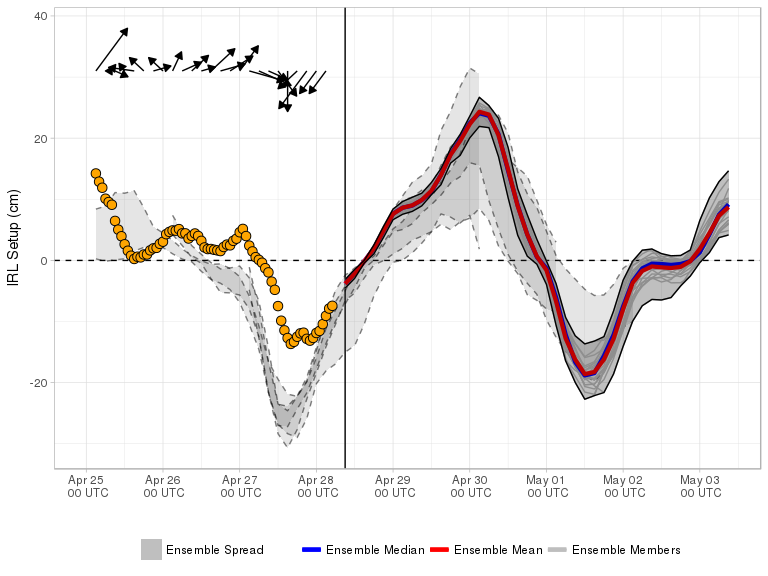 IRL Setup (cm)
40
20
0
-20
Apr 25 Apr 26 Apr 27 Apr 28 Apr 29 Apr 30 May 01 May 02 May 03
00 UTC 00 UTC 00 UTC 00 UTC 00 UTC 00 UTC 00 UTC 00 UTC 00 UTC
Ensemble Spread Ensemble Median Ensemble Mean Ensemble Members